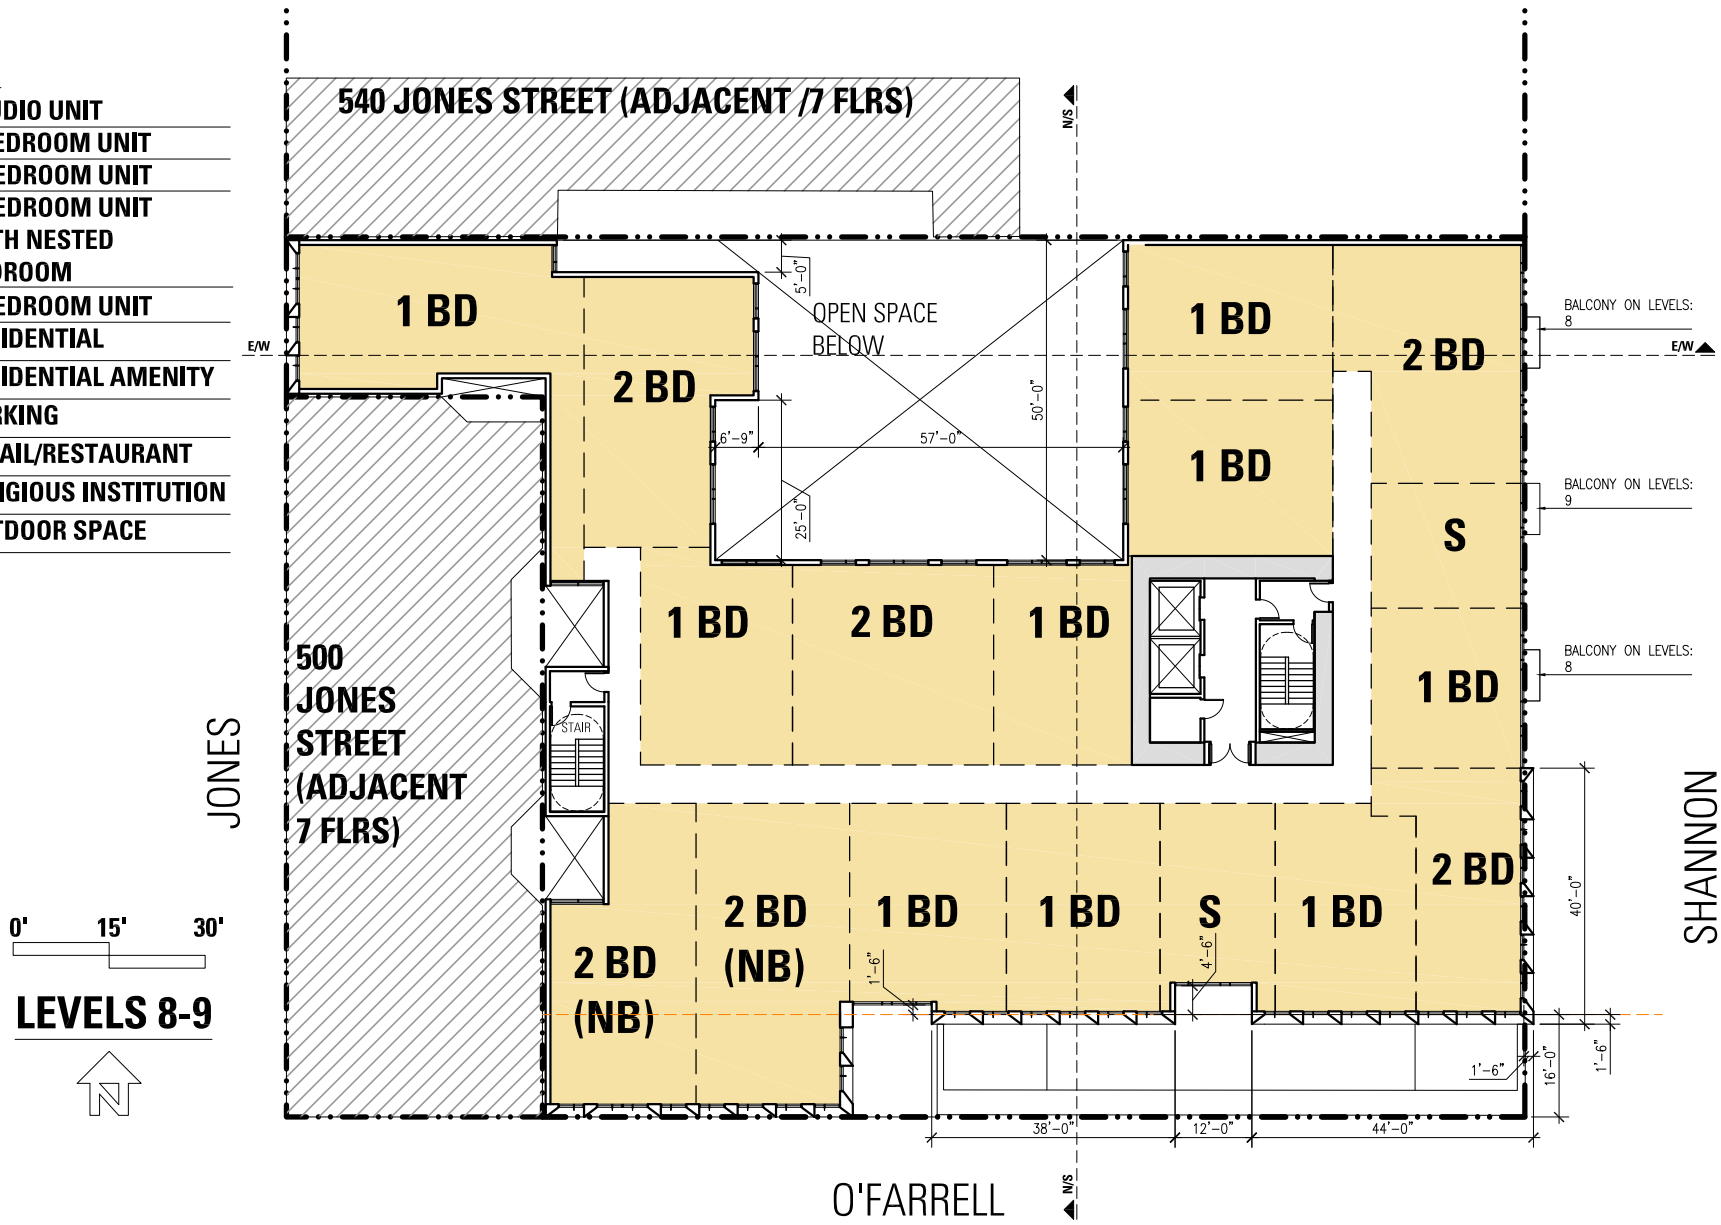 UDIO UNIT
EDROOM UNIT
EDROOM UNIT
EDROOM UNIT
TH NESTED
DROOM
EDROOM UNIT
IDENTIAL
IDENTIAL AMENITY
RKING
AIL/RESTAURANT
IGIOUS INSTITUTION
TDOOR SPACE
540 JONES STREET (ADJACENT /7 FLRS)
N/S
E/W
E/W
1 BD
2 BD
OPEN SPACE
BELOW
5'-0"
6'-9"
57'-0"
50'-0"
25'-0"
1 BD
2 BD
1 BD
S
1 BD
2 BD
BALCONY ON LEVELS:
8
BALCONY ON LEVELS:
9
BALCONY ON LEVELS:
8
1 BD
2 BD
1 BD
500
JONES
STREET
(ADJACENT
7 FLRS)
STAIR
JONES
SHANNON
2 BD
(NB)
2 BD
(NB)
1 BD
1 BD
S
1 BD
1'-6"
4'-6"
40'-0"
1'-6"
16'-0"
1'-6"
38'-0"
12'-0"
44'-0"
0' 15' 30'
LEVELS 8-9
N
O'FARRELL
N/S